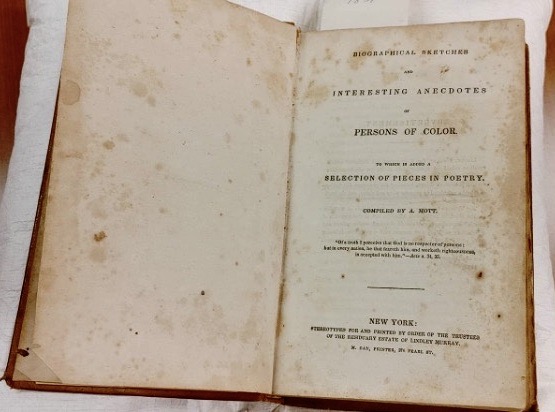 BIOGRAPHICAL SKETCHES
AND
INTERESTING ANECDOTES
OF
PERSONS OF COLOR.
TO WHICH IS ADDED A
SELECTION OF PIECES IN POETRY.
COMPILED BY A. MOTT.
"Of a truth I perceive that God is no respecter of persons:
but in every nation, he that feareth him, and worketh righteousness,
is accepted with him."—Acts x. 34, 35.
NEW YORK:
STEREOTYPED FOR AND PRINTED BY ORDER OF THE TRUSTEES
OF THE RESIDUARY ESTATE OF LINDLEY MURRAY.
M. DAY, PRINTER, PEARL ST.,